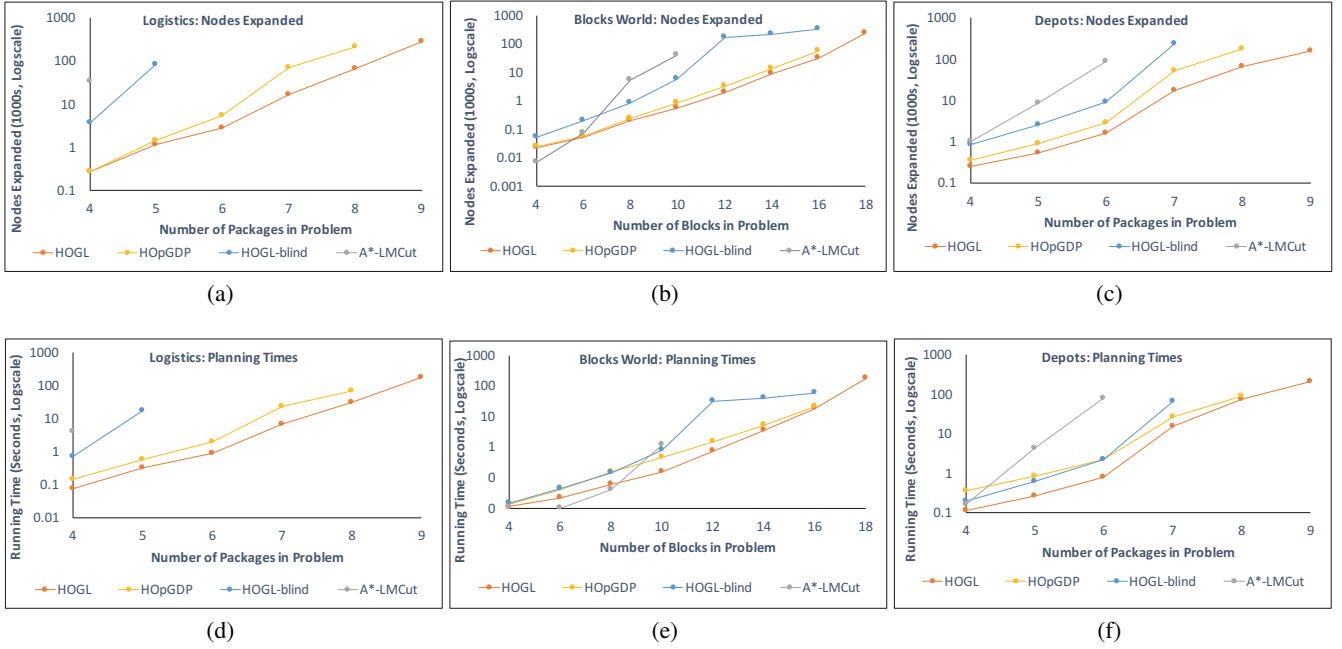 Logistics: Nodes Expanded
Nodes Expanded (1000s, Logscale)
1000
100
10
1
0.1
4 5 6 7 8 9
Number of Packages in Problem
HOGL HOpGDP HOGL-blind A*-LMCut
(a)
Blocks World: Nodes Expanded
Nodes Expanded (1000s, Logscale)
1000
100
10
1
0.1
0.01
0.001
4 6 8 10 12 14 16 18
Number of Blocks in Problem
HOGL HOpGDP HOGL-blind A*-LMCut
(b)
Depots: Nodes Expanded
Nodes Expanded (1000s, Logscale)
1000
100
10
1
0.1
4 5 6 7 8 9
Number of Packages in Problem
HOGL HOpGDP HOGL-blind A*-LMCut
(c)
Logistics: Planning Times
Running Time (Seconds, Logscale)
1000
100
10
1
0.1
0.01
4 5 6 7 8 9
Number of Packages in Problem
HOGL HOpGDP HOGL-blind A*-LMCut
(d)
Blocks World: Planning Times
Running Time (Seconds, Logscale)
1000
100
10
1
0
0
4 6 8 10 12 14 16 18
Number of Blocks in Problem
HOGL HOpGDP HOGL-blind A*-LMCut
(e)
Depots: Planning Times
Running Time (Seconds, Logscale)
1000
100
10
1
0.1
4 5 6 7 8 9
Number of Packages in Problem
HOGL HOpGDP HOGL-blind A*-LMCut
(f)